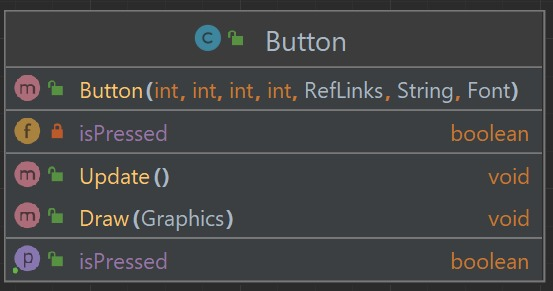 Button
Button(int, int, int, int, RefLinks, String, Font)
isPressed boolean
Update() void
Draw(Graphics) void
isPressed boolean